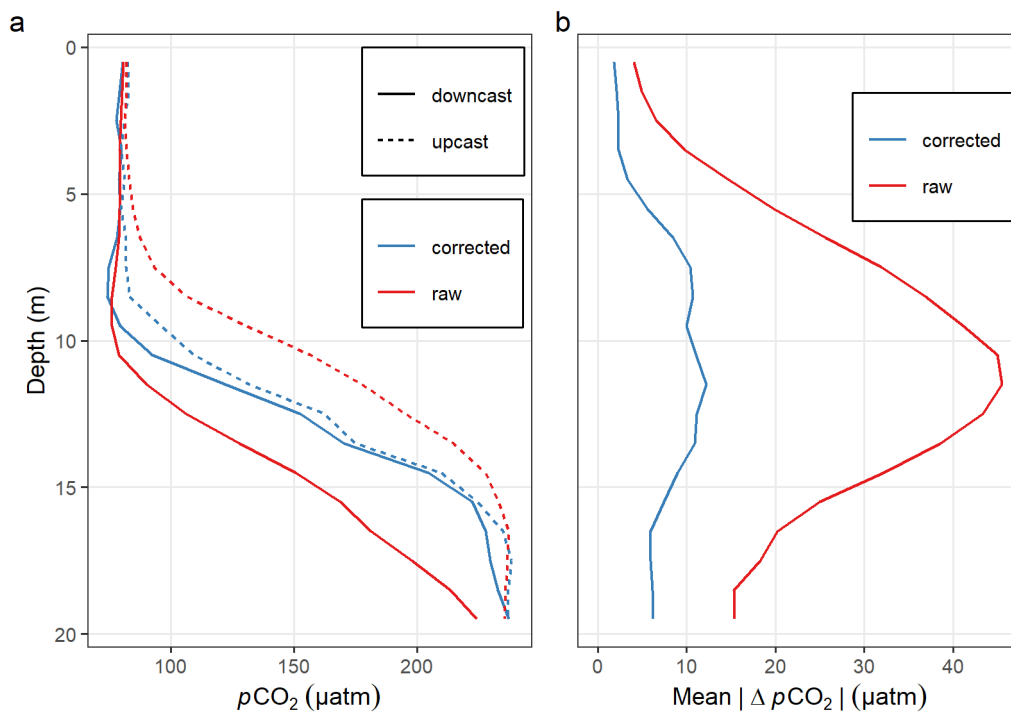 a
0
5
10
15
20
Depth (m)
downcast
upcast
corrected
raw
100
150
200
pCO₂ (µatm)
b
corrected
raw
0
10
20
30
40
Mean | Δ pCO₂ | (µatm)